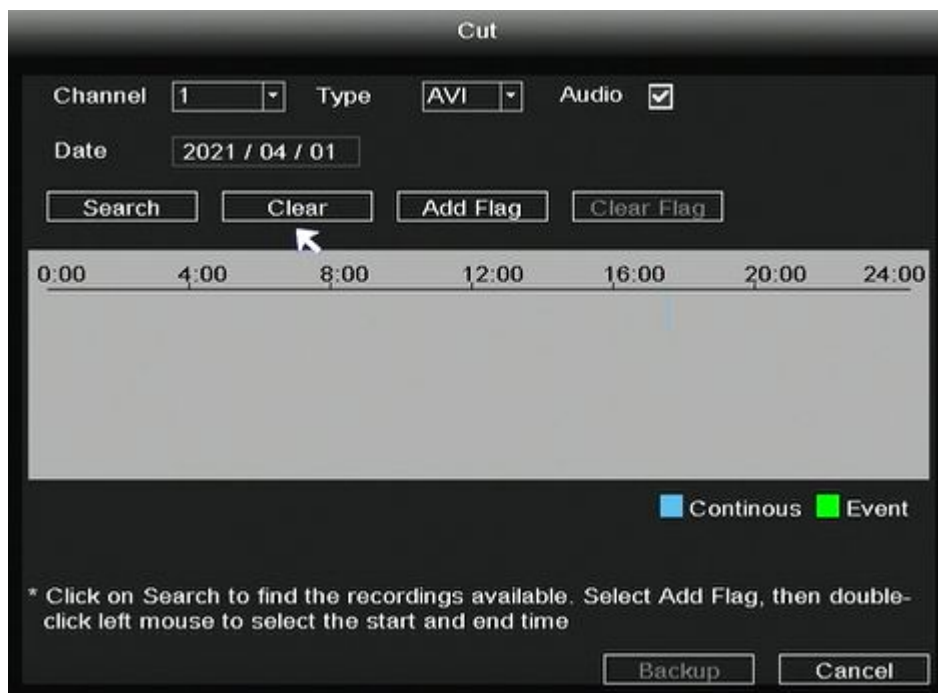 Cut
Channel 1 Type AVI Audio
Date 2021 / 04 / 01
Search Clear Add Flag Clear Flag
0:00 4:00 8:00 12:00 16:00 20:00 24:00
Continous Event
* Click on Search to find the recordings available. Select Add Flag, then double-
click left mouse to select the start and end time
Backup Cancel